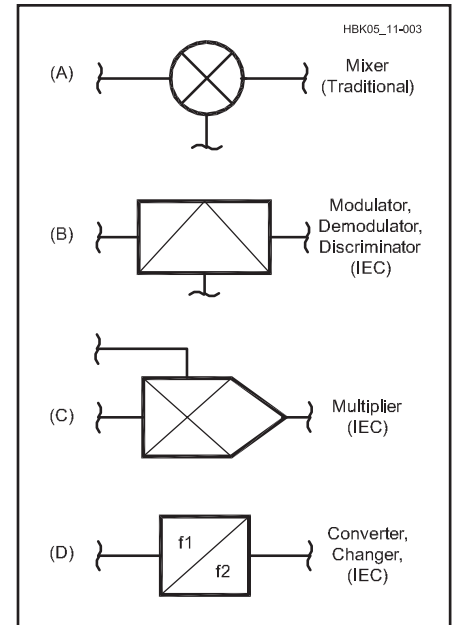 HBK05_11-003
(A)
Mixer
(Traditional)
(B)
Modulator,
Demodulator,
Discriminator
(IEC)
(C)
Multiplier
(IEC)
(D)
f1
f2
Converter,
Changer,
(IEC)